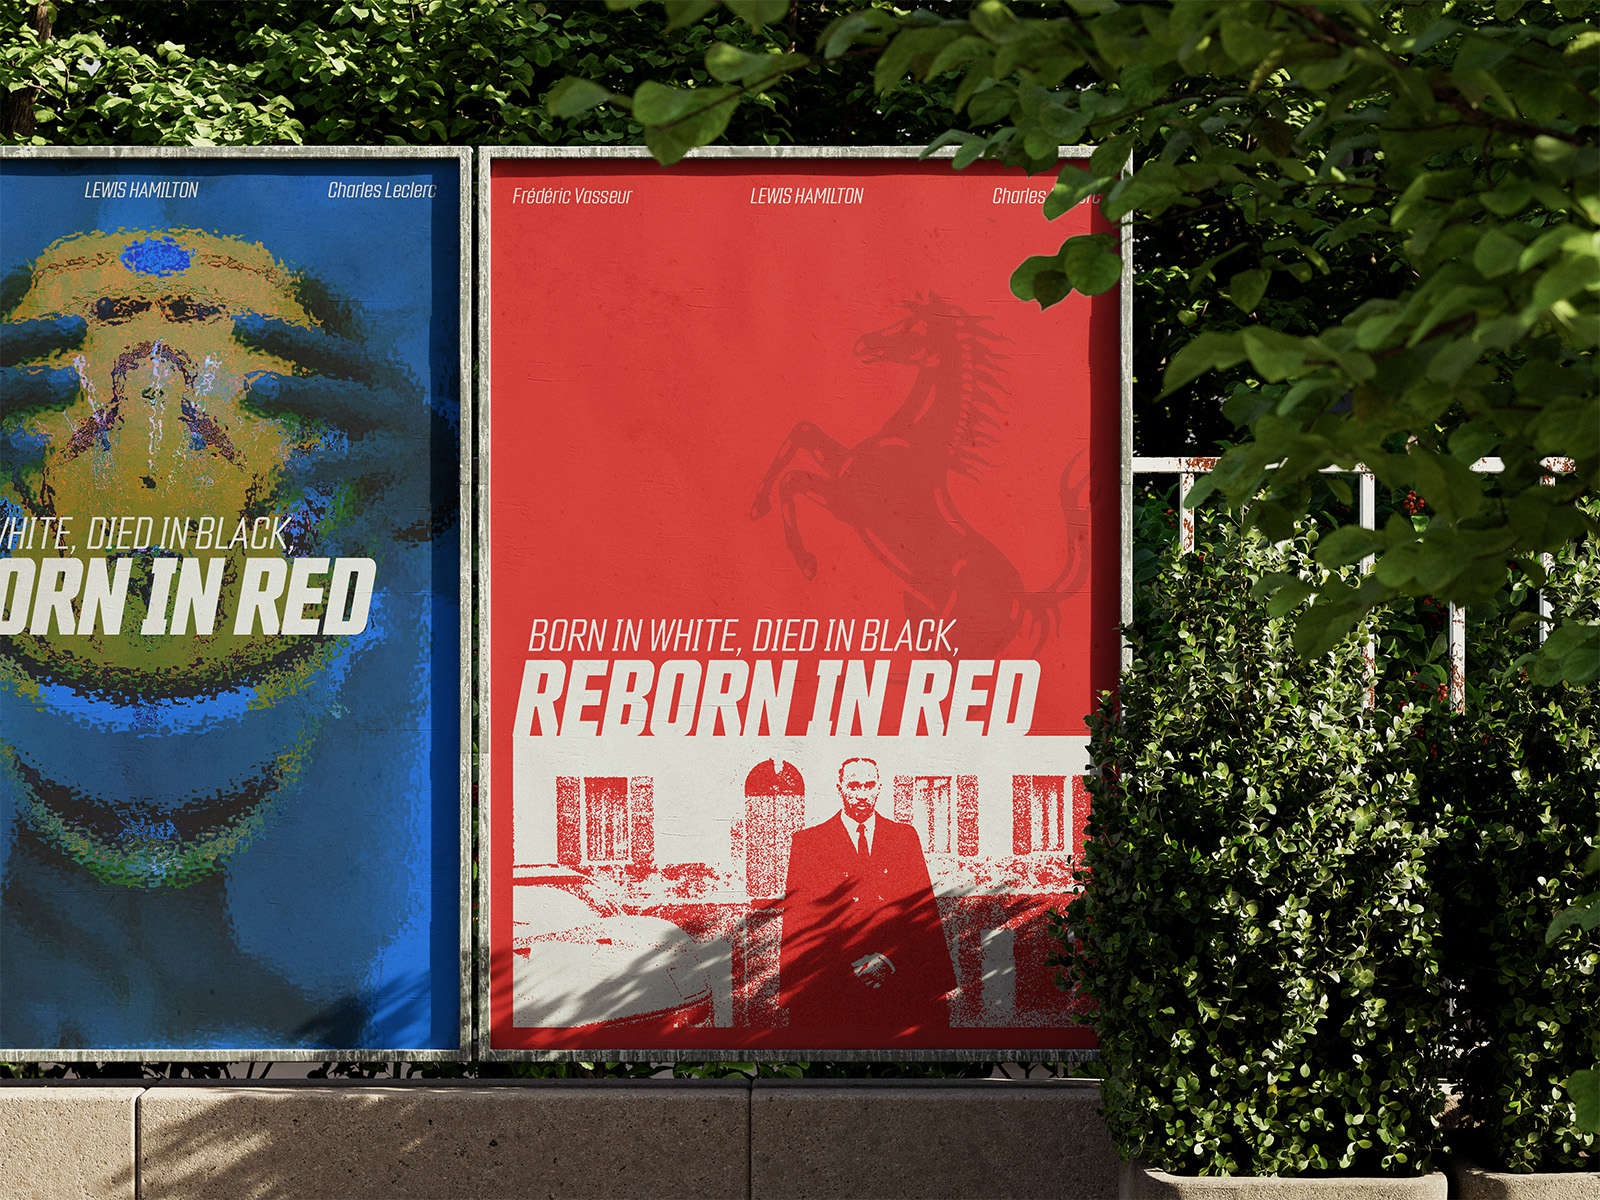 LEWIS HAMILTON
Charles Leclerc
WHITE, DIED IN BLACK,
ORN IN RED
Frédéric Vasseur
LEWIS HAMILTON
Charles
BORN IN WHITE, DIED IN BLACK,
REBORN IN RED